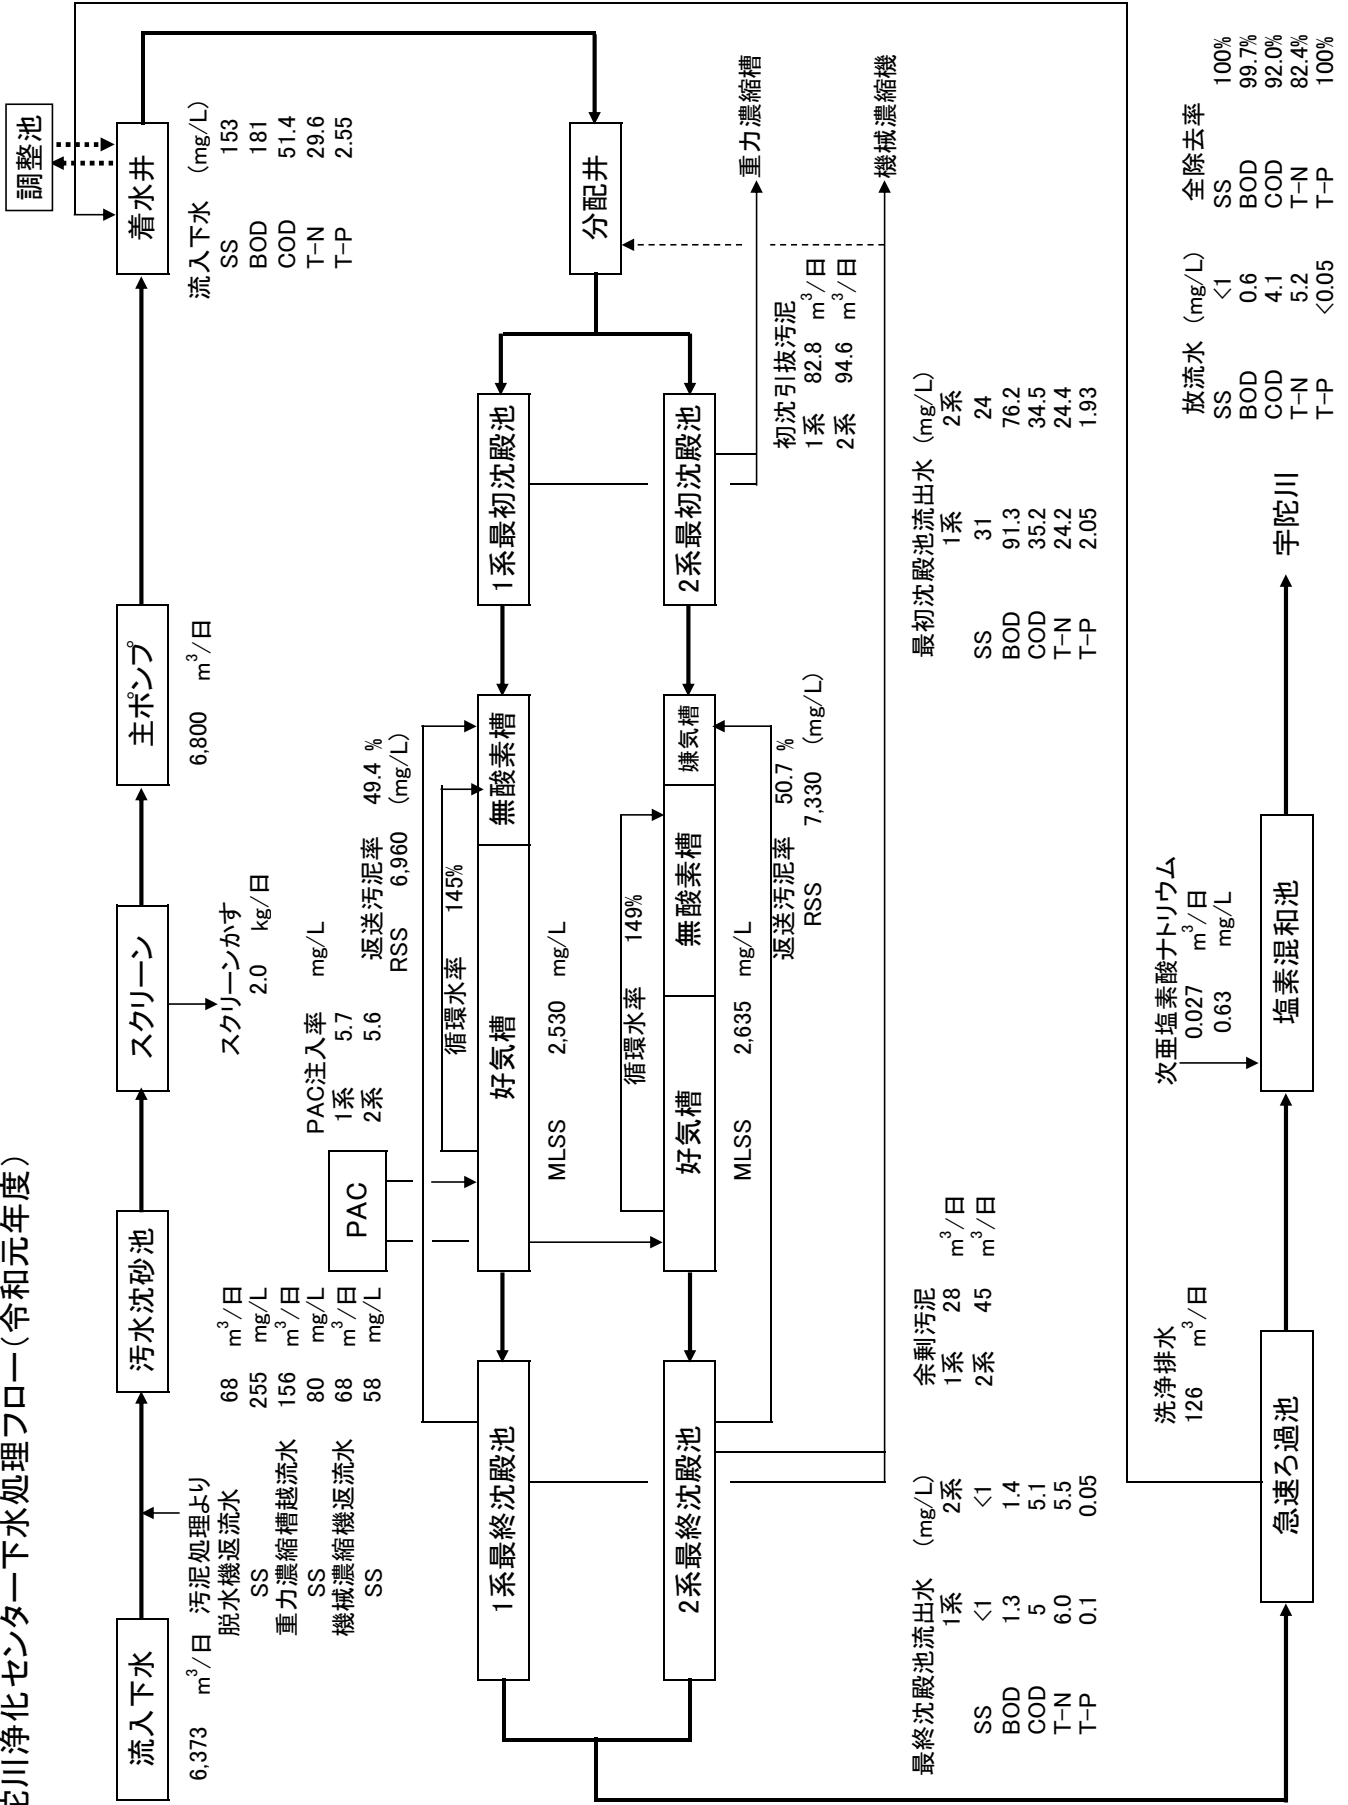 陀川浄化センター下水処理フロー(令和元年度)
流入下水
6,373 m³/日
汚泥処理より
脱水機返流水 68 m³/日
SS 255 mg/L
重力濃縮槽越流水 156 m³/日
SS 80 mg/L
機械濃縮機返流水 68 m³/日
SS 58 mg/L
汚水沈砂池
スクリーン
スクリーンかす
2.0 kg/日
主ポンプ
6,800 m³/日
着水井
調整池
流入下水 (mg/L)
SS 153
BOD 181
COD 51.4
T-N 29.6
T-P 2.55
分配井
PAC
PAC注入率
1系 5.7 mg/L
2系 5.6
返送汚泥率 49.4 %
RSS 6,960 (mg/L)
循環水率 145%
1系最終沈殿池
好気槽
無酸素槽
1系最初沈殿池
MLSS 2,530 mg/L
循環水率 149%
2系最終沈殿池
好気槽
無酸素槽
嫌気槽
2系最初沈殿池
MLSS 2,635 mg/L
返送汚泥率 50.7 %
RSS 7,330 (mg/L)
重力濃縮槽
初沈引抜汚泥
1系 82.8 m³/日
2系 94.6 m³/日
機械濃縮機
最終沈殿池流出水 (mg/L)
1系 2系
SS <1 <1
BOD 1.3 1.4
COD 5 5.1
T-N 6.0 5.5
T-P 0.1 0.05
余剰汚泥
1系 28 m³/日
2系 45 m³/日
最初沈殿池流出水 (mg/L)
1系 2系
SS 31 24
BOD 91.3 76.2
COD 35.2 34.5
T-N 24.2 24.4
T-P 2.05 1.93
洗浄排水
126 m³/日
次亜塩素酸ナトリウム
0.027 m³/日
0.63 mg/L
急速ろ過池
塩素混和池
宇陀川
放流水 (mg/L)
SS <1
BOD 0.6
COD 4.1
T-N 5.2
T-P <0.05
全除去率
SS 100%
BOD 99.7%
COD 92.0%
T-N 82.4%
T-P 100%